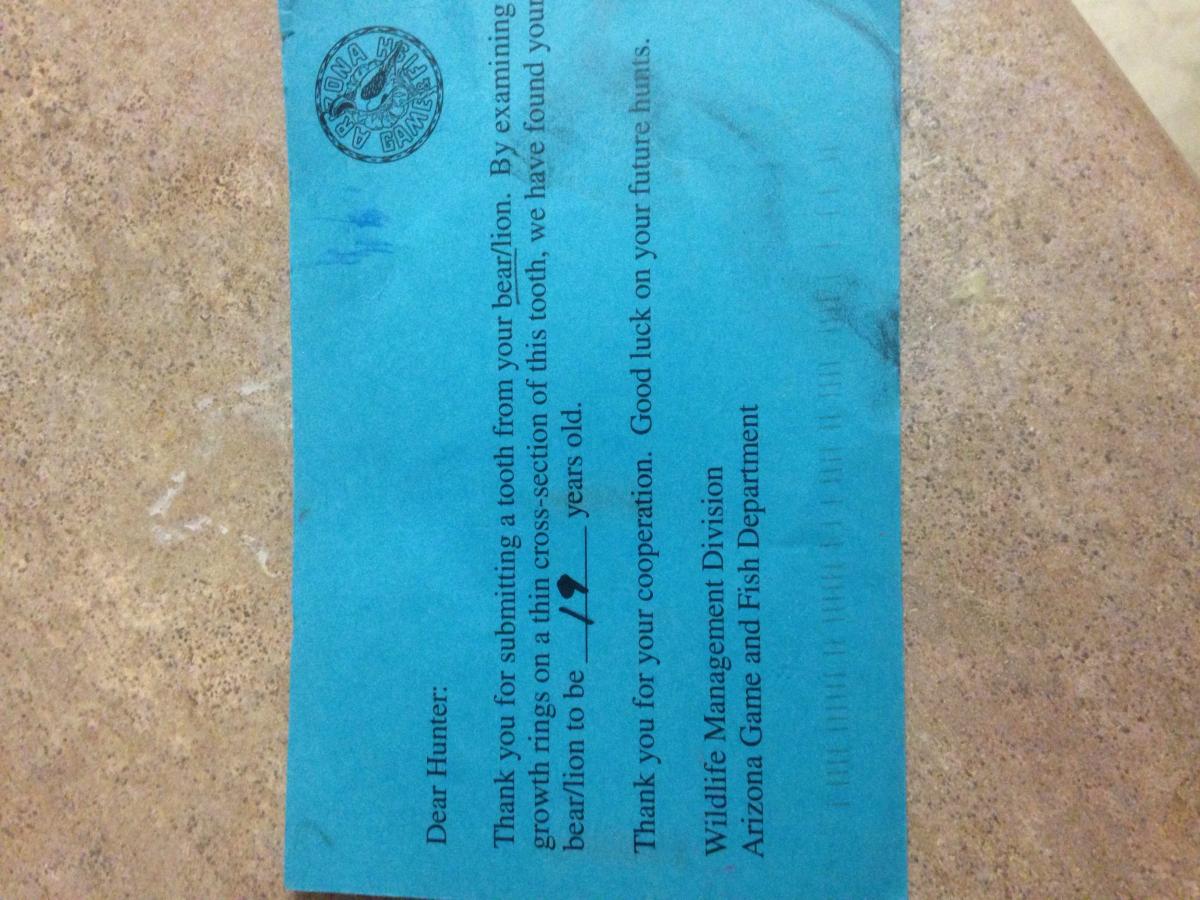 ARIZONA GAME & FISH
Dear Hunter:
Thank you for submitting a tooth from your bear/lion. By examining
growth rings on a thin cross-section of this tooth, we have found your
bear/lion to be 19 years old.
Thank you for your cooperation. Good luck on your future hunts.
Wildlife Management Division
Arizona Game and Fish Department